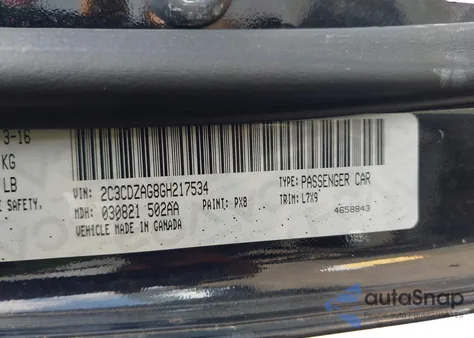 3-16
KG
LB
E SAFETY.
VIN: 2C3CDZAG8GH217534
TYPE: PASSENGER CAR
MDH: 030821 502AA
PAINT: PX8
TRIM: L7X9
VEHICLE MADE IN CANADA
4658843
autoSnap